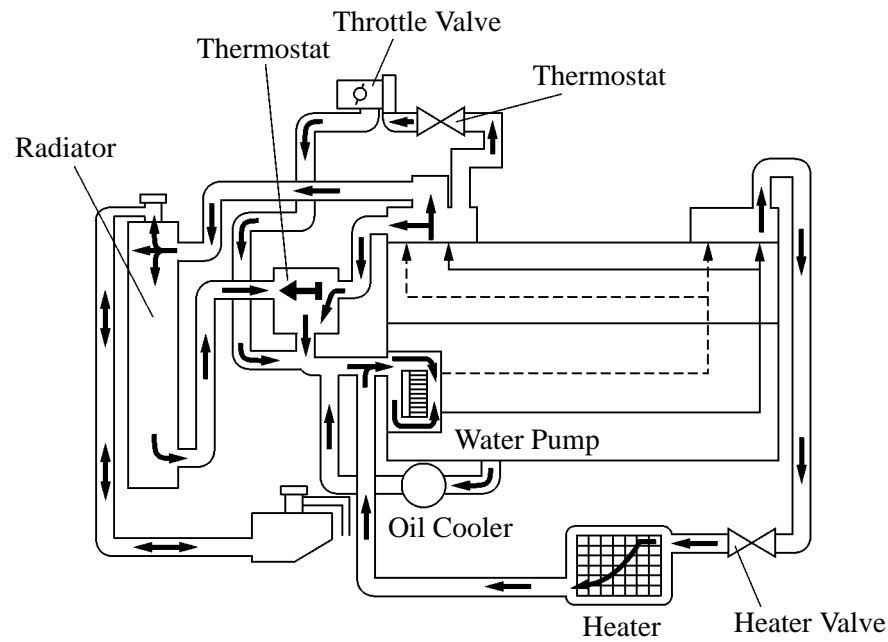 Throttle Valve
Thermostat
Thermostat
Radiator
Water Pump
Oil Cooler
Heater
Heater Valve